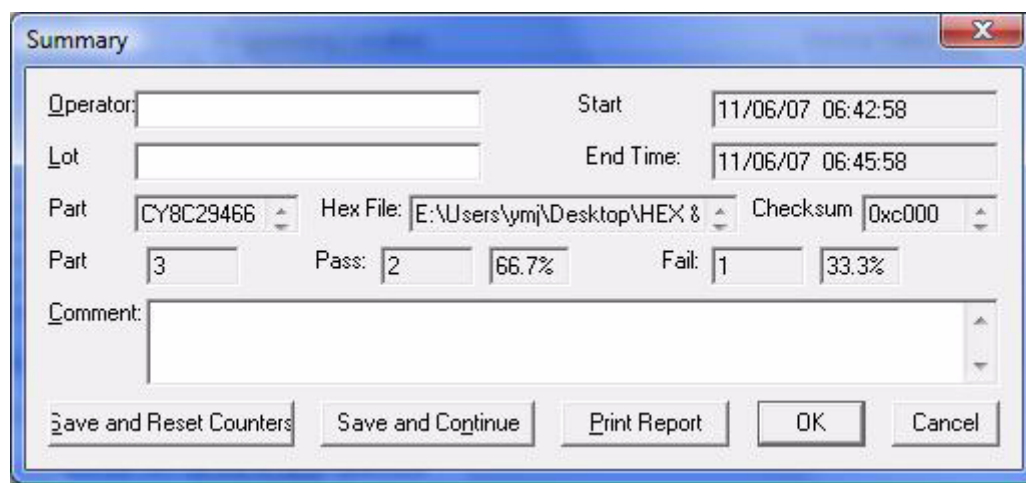 Summary
Operator:
Start 11/06/07 06:42:58
Lot
End Time: 11/06/07 06:45:58
Part CY8C29466 Hex File: E:\Users\ymj\Desktop\HEX & Checksum 0xc000
Part 3 Pass: 2 66.7% Fail: 1 33.3%
Comment:
Save and Reset Counters Save and Continue Print Report OK Cancel